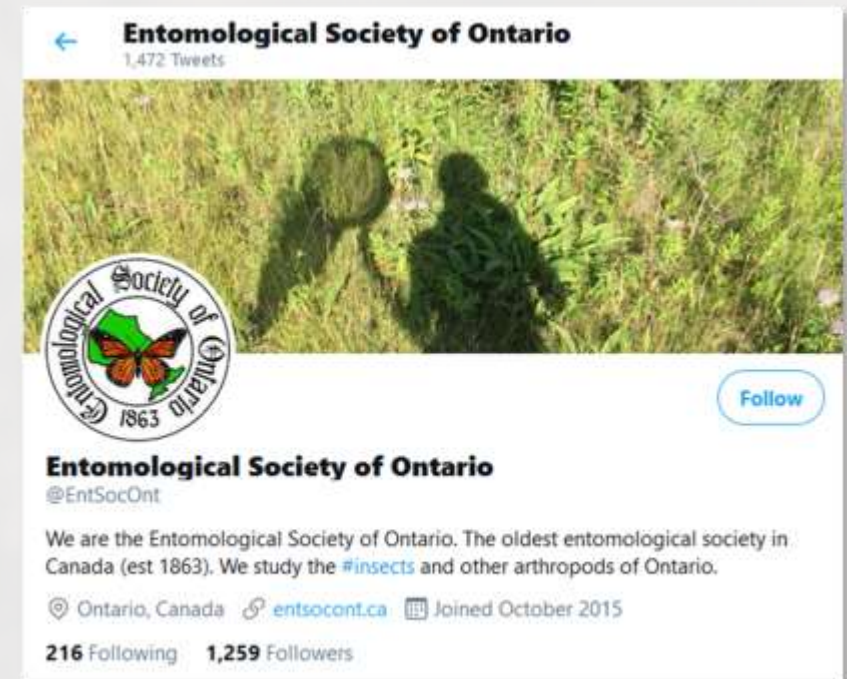 Entomological Society of Ontario
1,472 Tweets
Entomological Society of Ontario
1863
Follow
Entomological Society of Ontario
@EntSocOnt
We are the Entomological Society of Ontario. The oldest entomological society in
Canada (est 1863). We study the #insects and other arthropods of Ontario.
Ontario, Canada entsocont.ca Joined October 2015
216 Following 1,259 Followers